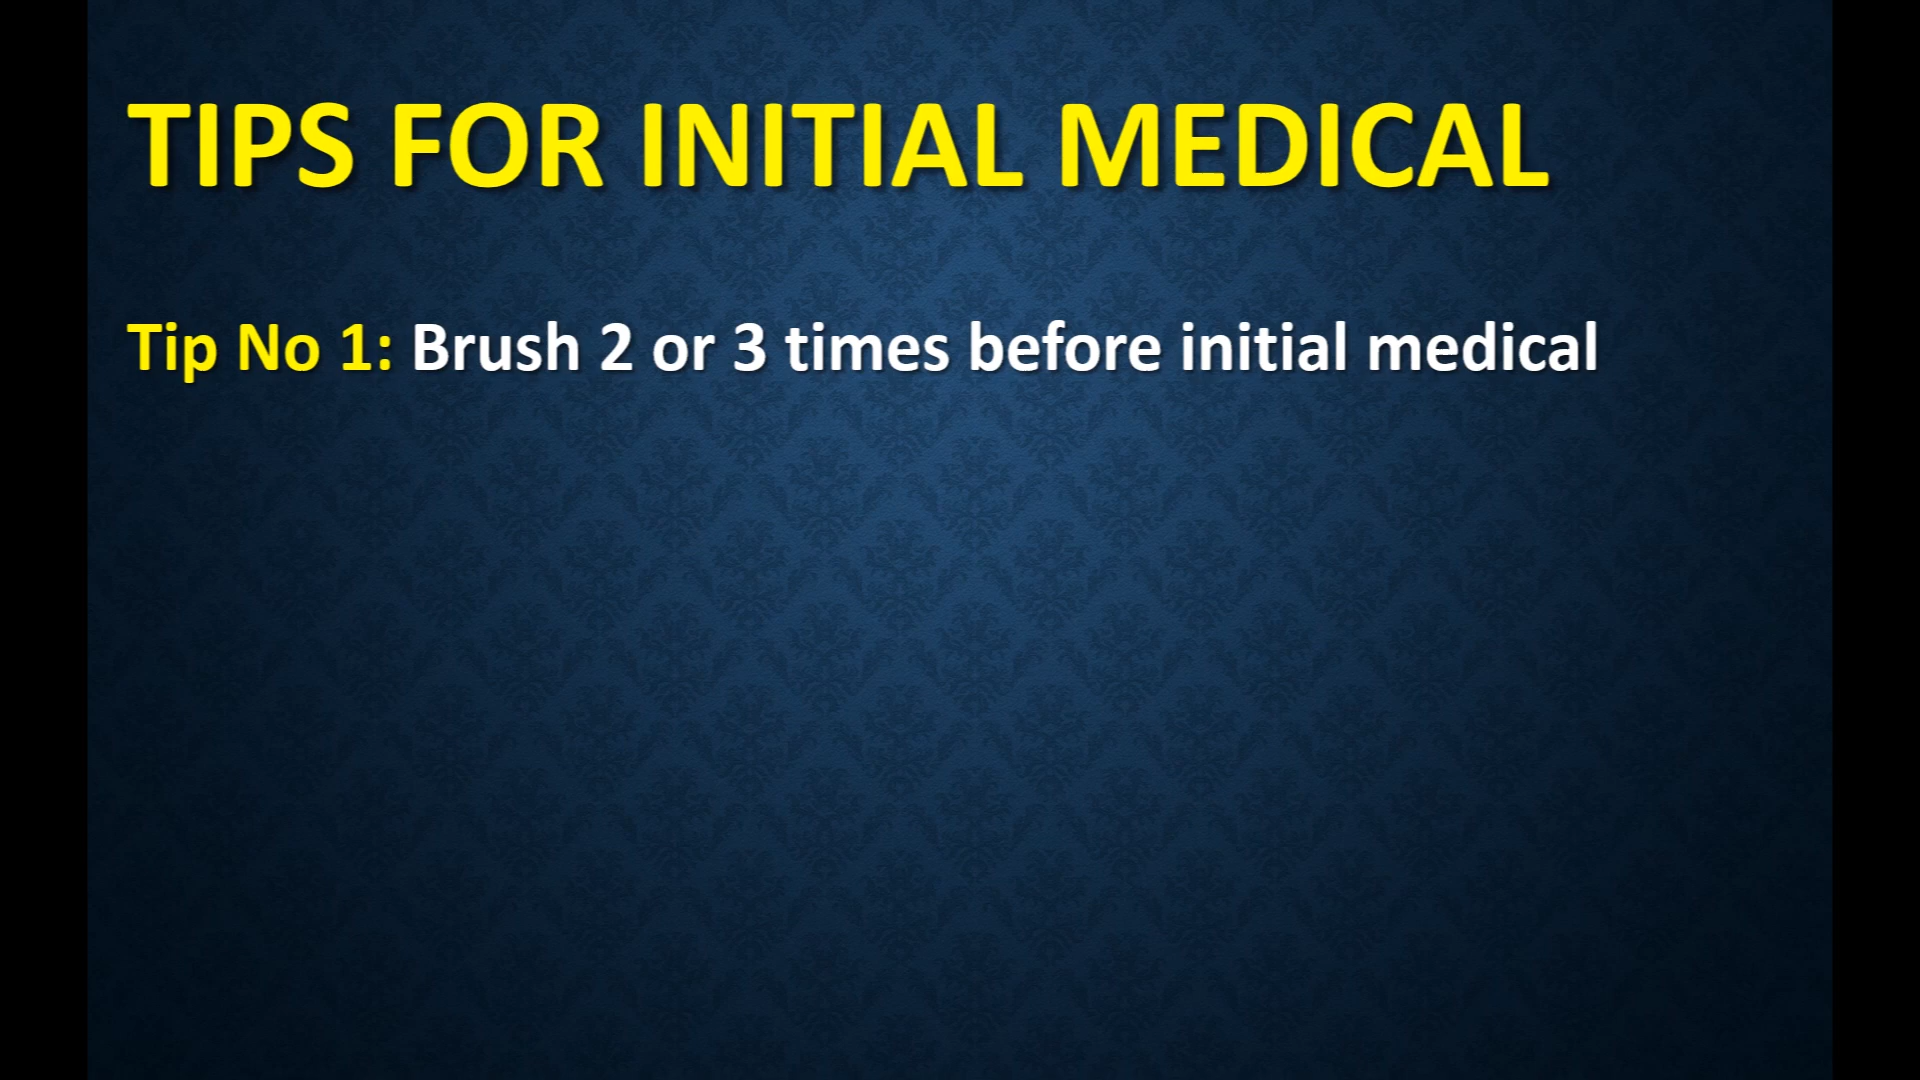 TIPS FOR INITIAL MEDICAL
Tip No 1: Brush 2 or 3 times before initial medical